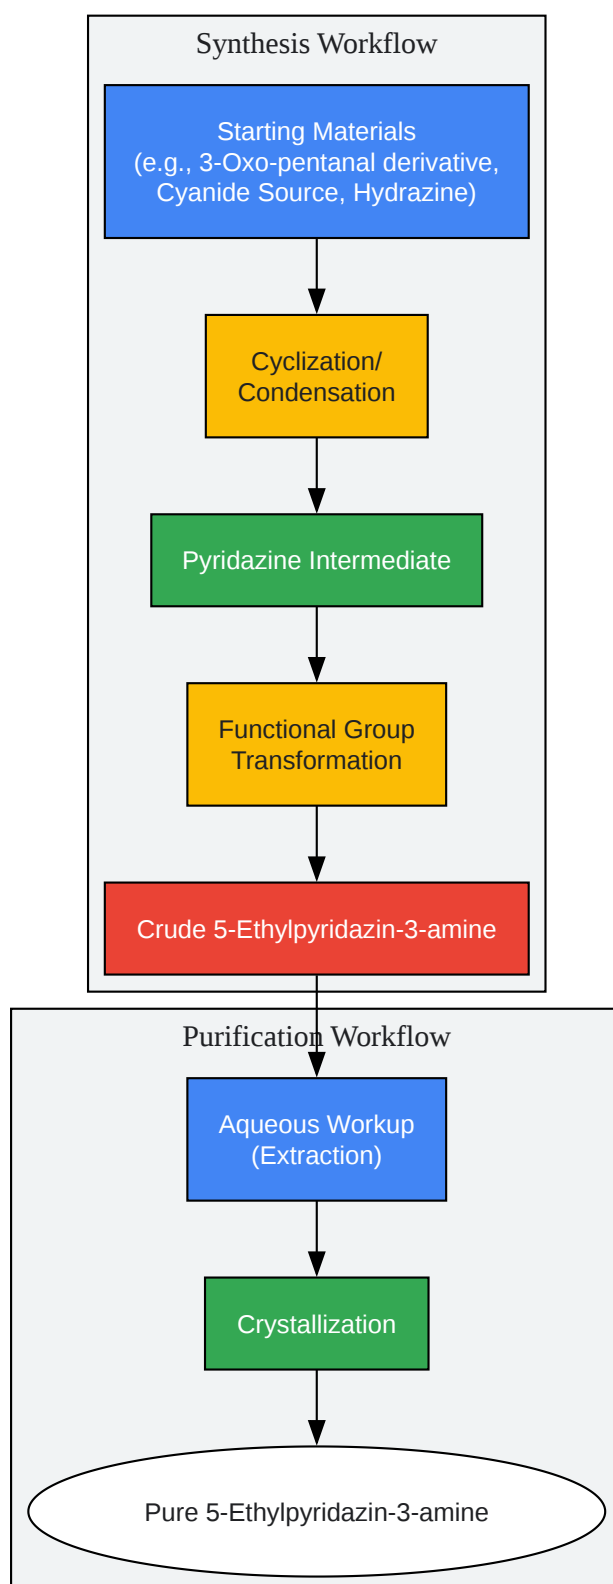 Synthesis Workflow
Starting Materials
(e.g., 3-Oxo-pentanal derivative,
Cyanide Source, Hydrazine)
Cyclization/
Condensation
Pyridazine Intermediate
Functional Group
Transformation
Crude 5-Ethylpyridazin-3-amine
Purification Workflow
Aqueous Workup
(Extraction)
Crystallization
Pure 5-Ethylpyridazin-3-amine